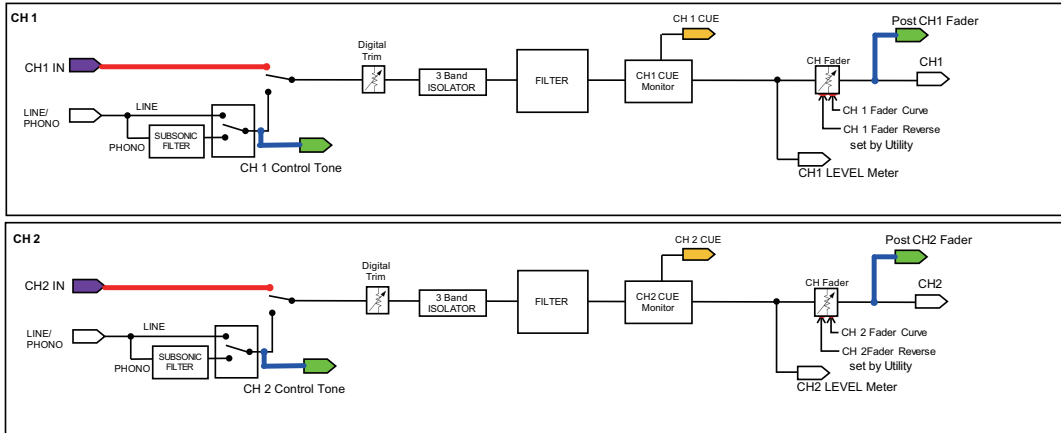 CH 1
CH 1 CUE
Post CH1 Fader
Digital
Trim
CH Fader
CH1
CH1 IN
3 Band
ISOLATOR
FILTER
CH1 CUE
Monitor
LINE/
PHONO
LINE
PHONO
SUBSONIC
FILTER
CH 1 Control Tone
CH 1 Fader Curve
CH 1 Fader Reverse
set by Utility
CH1 LEVEL Meter
CH 2
CH 2 CUE
Post CH2 Fader
Digital
Trim
CH Fader
CH2
CH2 IN
3 Band
ISOLATOR
FILTER
CH2 CUE
Monitor
LINE/
PHONO
LINE
PHONO
SUBSONIC
FILTER
CH 2 Control Tone
CH 2 Fader Curve
CH 2Fader Reverse
set by Utility
CH2 LEVEL Meter